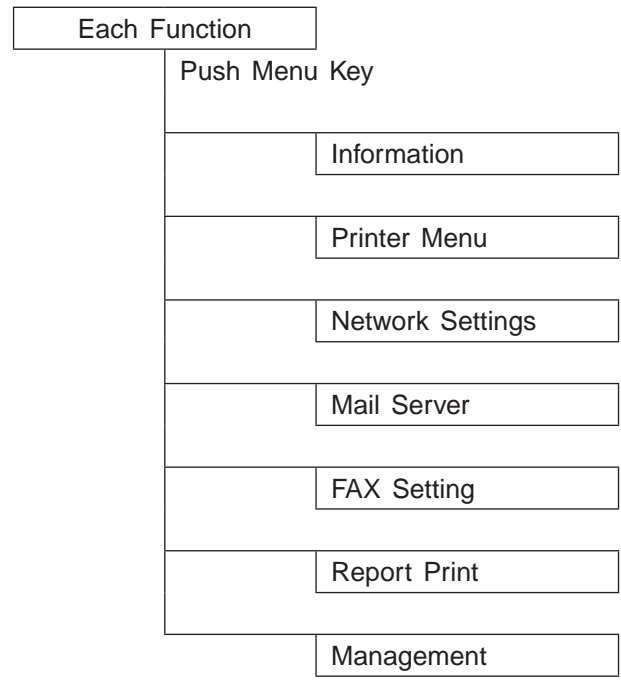 Each Function
Push Menu Key
Information
Printer Menu
Network Settings
Mail Server
FAX Setting
Report Print
Management